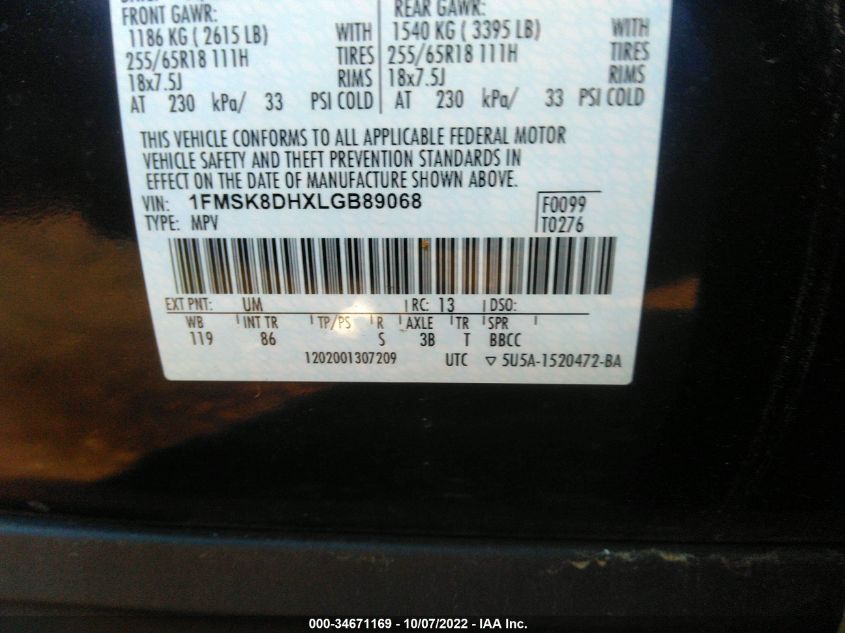 FRONT GAWR:
1186 KG ( 2615 LB) WITH
255/65R18 111H TIRES
18x7.5J RIMS
AT 230 kPa/ 33 PSI COLD
REAR GAWR:
1540 KG ( 3395 LB) WITH
255/65R18 111H TIRES
18x7.5J RIMS
AT 230 kPa/ 33 PSI COLD
THIS VEHICLE CONFORMS TO ALL APPLICABLE FEDERAL MOTOR
VEHICLE SAFETY AND THEFT PREVENTION STANDARDS IN
EFFECT ON THE DATE OF MANUFACTURE SHOWN ABOVE.
VIN: 1FMSK8DHXLGB89068 F0099
TYPE: MPV T0276
EXT PNT: UM RC: 13 DSO:
WB INT TR TP/PS R AXLE TR SPR
119 86 S 3B T BBCC
1202001307209 UTC ▽ 5U5A-1520472-BA
000-34671169 - 10/07/2022 - IAA Inc.